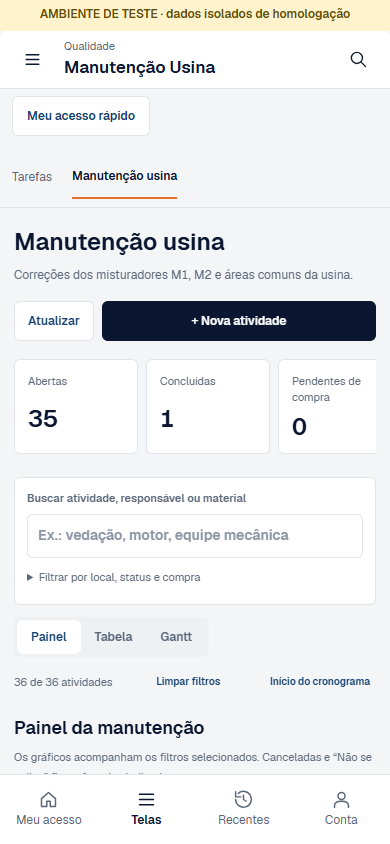 AMBIENTE DE TESTE · dados isolados de homologação
Qualidade
Manutenção Usina
Meu acesso rápido
Tarefas
Manutenção usina
Manutenção usina
Correções dos misturadores M1, M2 e áreas comuns da usina.
Atualizar
+ Nova atividade
Abertas
35
Concluídas
1
Pendentes de
compra
0
Buscar atividade, responsável ou material
Ex.: vedação, motor, equipe mecânica
Filtrar por local, status e compra
Painel
Tabela
Gantt
36 de 36 atividades
Limpar filtros
Início do cronograma
Painel da manutenção
Os gráficos acompanham os filtros selecionados. Canceladas e “Não se
Meu acesso
Telas
Recentes
Conta